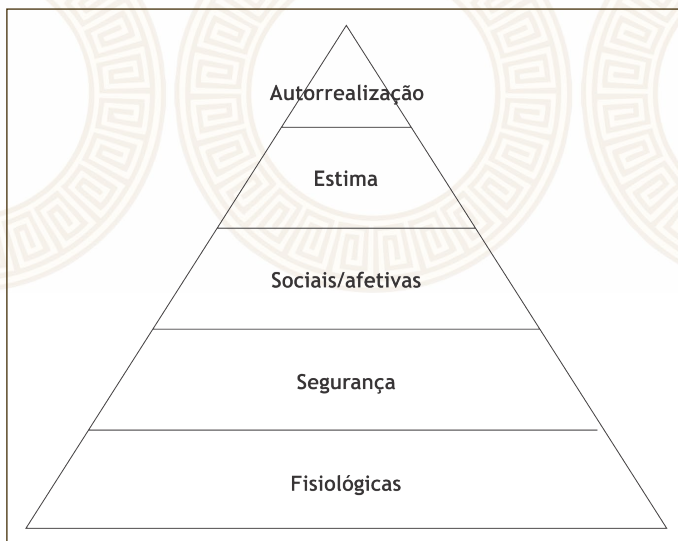 Autorrealização
Estima
Sociais/afetivas
Segurança
Fisiológicas